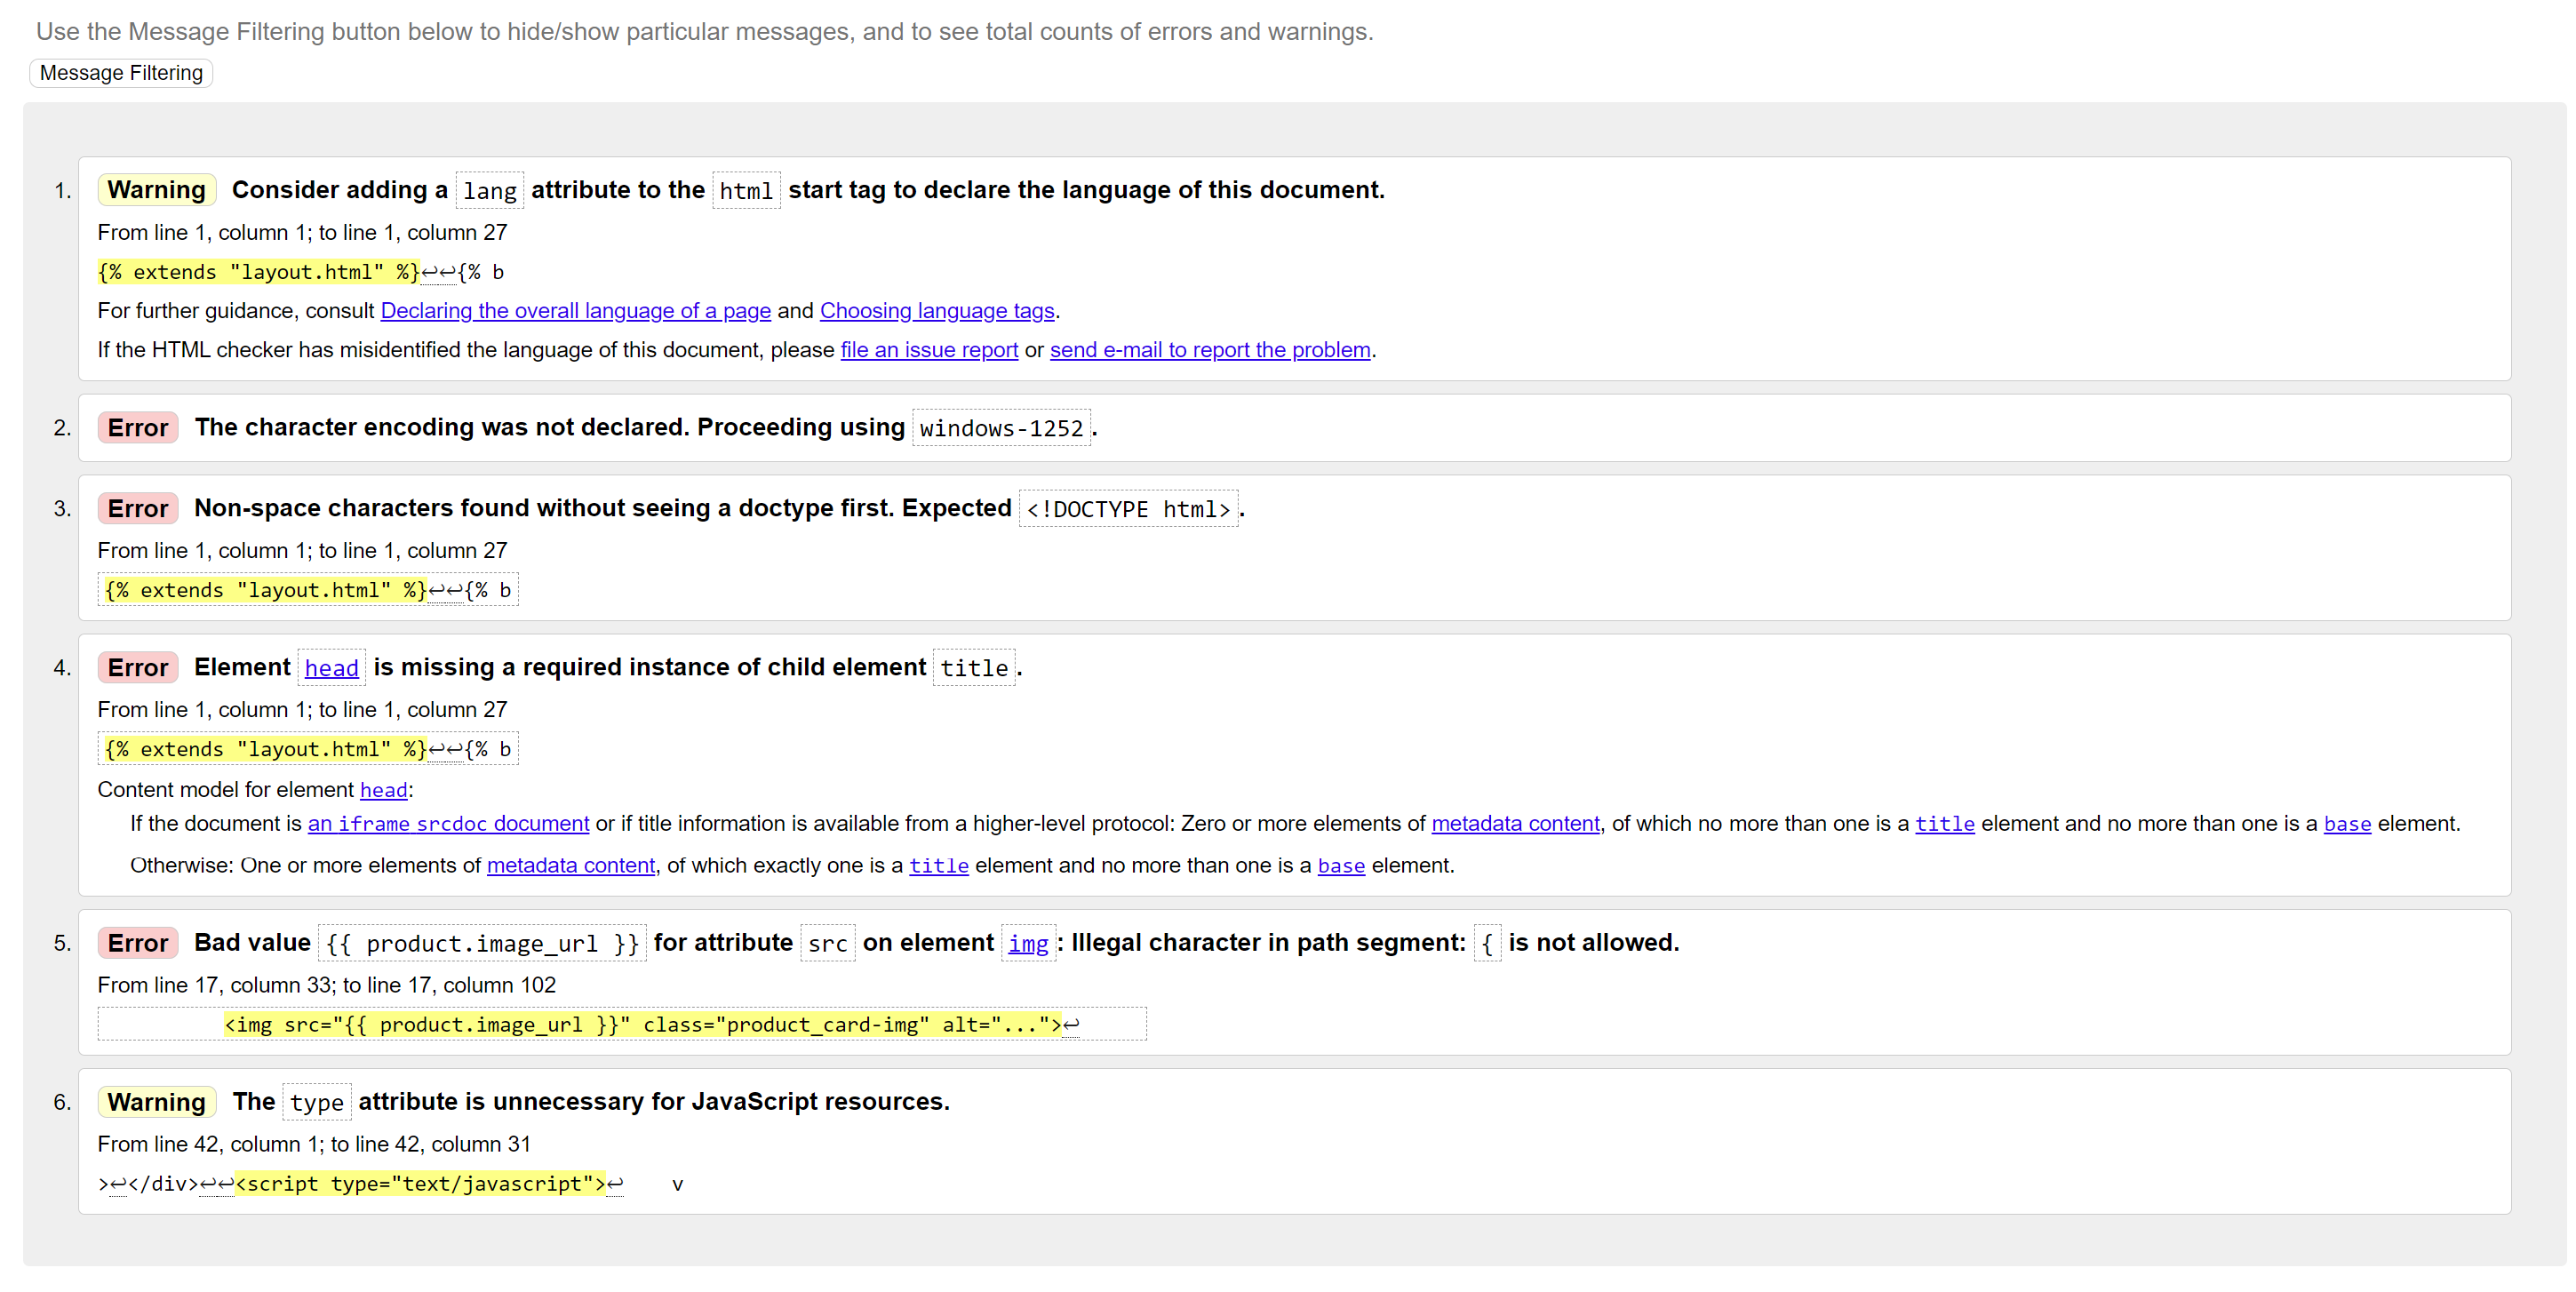 Use the Message Filtering button below to hide/show particular messages, and to see total counts of errors and warnings.
Message Filtering
1. Warning Consider adding a lang attribute to the html start tag to declare the language of this document.
From line 1, column 1; to line 1, column 27
{% extends "layout.html" %}↩↩{% b
For further guidance, consult Declaring the overall language of a page and Choosing language tags.
If the HTML checker has misidentified the language of this document, please file an issue report or send e-mail to report the problem.
2. Error The character encoding was not declared. Proceeding using windows-1252.
3. Error Non-space characters found without seeing a doctype first. Expected <!DOCTYPE html>.
From line 1, column 1; to line 1, column 27
{% extends "layout.html" %}↩↩{% b
4. Error Element head is missing a required instance of child element title.
From line 1, column 1; to line 1, column 27
{% extends "layout.html" %}↩↩{% b
Content model for element head:
If the document is an iframe srcdoc document or if title information is available from a higher-level protocol: Zero or more elements of metadata content, of which no more than one is a title element and no more than one is a base element.
Otherwise: One or more elements of metadata content, of which exactly one is a title element and no more than one is a base element.
5. Error Bad value {{ product.image_url }} for attribute src on element img: Illegal character in path segment: { is not allowed.
From line 17, column 33; to line 17, column 102
<img src="{{ product.image_url }}" class="product_card-img" alt="...">↩
6. Warning The type attribute is unnecessary for JavaScript resources.
From line 42, column 1; to line 42, column 31
>↩</div>↩↩<script type="text/javascript">↩    v